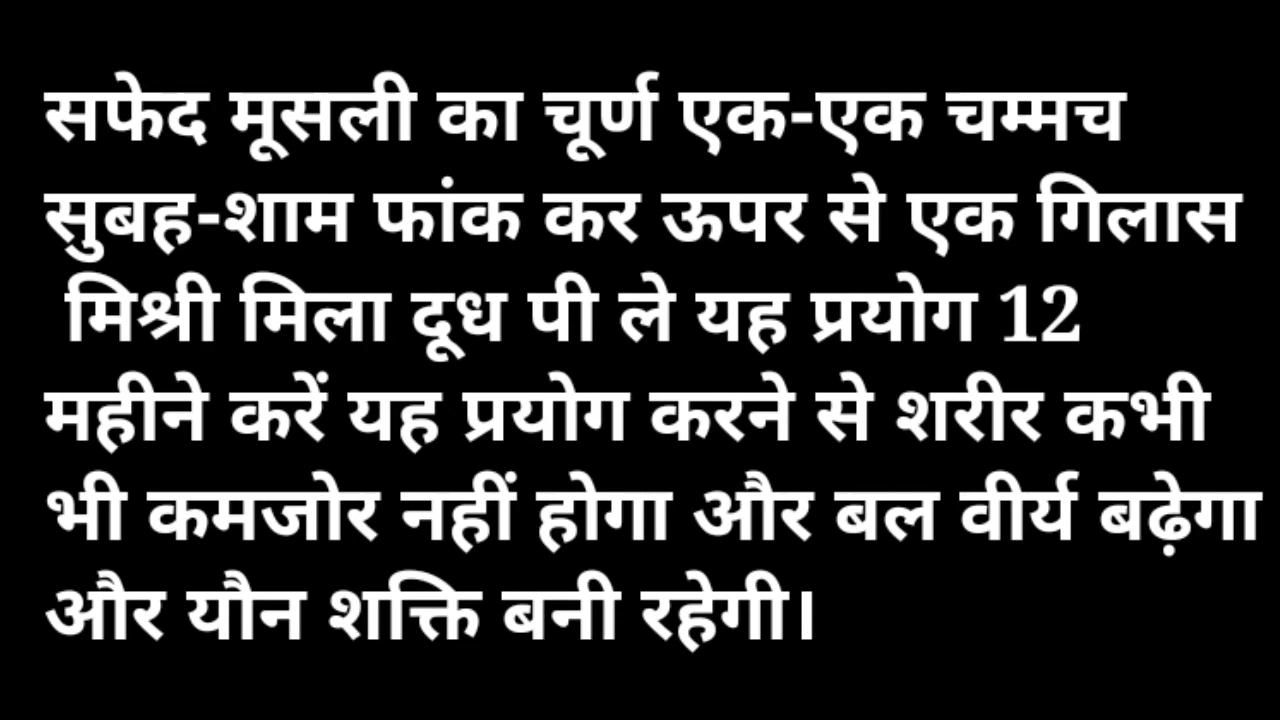 सफेद मूसली का चूर्ण एक-एक चम्मच
सुबह-शाम फांक कर ऊपर से एक गिलास
मिश्री मिला दूध पी ले यह प्रयोग 12
महीने करें यह प्रयोग करने से शरीर कभी
भी कमजोर नहीं होगा और बल वीर्य बढ़ेगा
और यौन शक्ति बनी रहेगी।